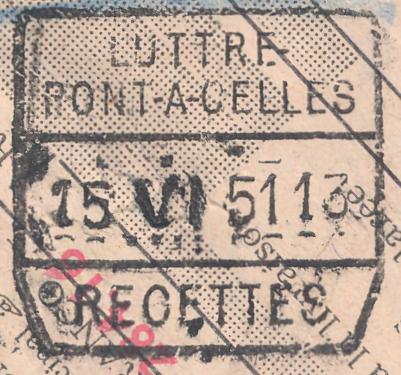 LUTTRE-
PONT-A-CELLES
15 VI 51 13
RECETTES